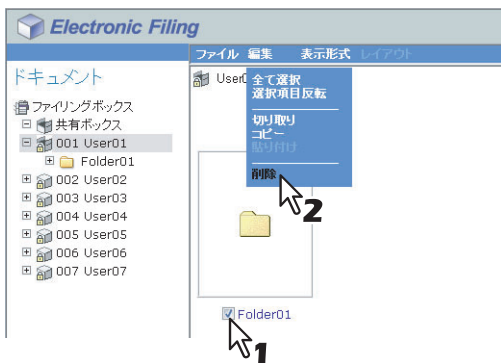 Electronic Filing
ファイル 編集 表示形式 レイアウト
ドキュメント
ファイリングボックス
共有ボックス
001 User01
Folder01
002 User02
003 User03
004 User04
005 User05
006 User06
007 User07
User0
全て選択
選択項目反転
切り取り
コピー
貼り付け
削除
2
Folder01
1